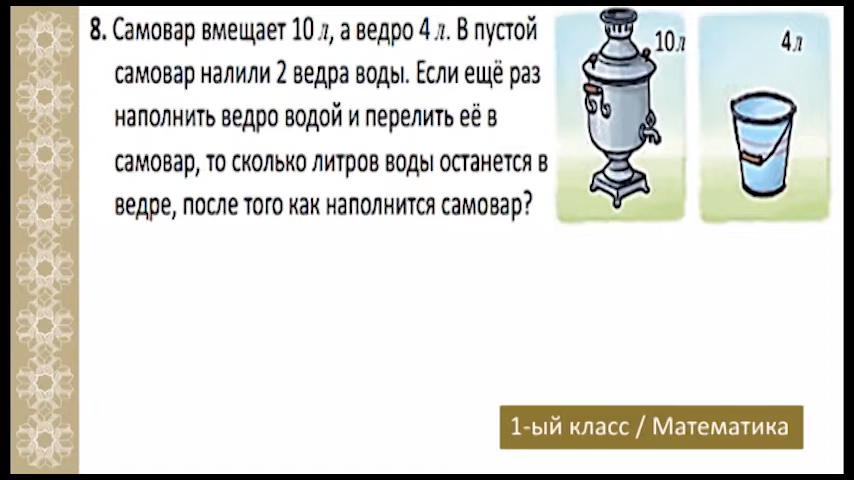 8. Самовар вмещает 10 л, а ведро 4 л. В пустой
самовар налили 2 ведра воды. Если ещё раз
наполнить ведро водой и перелить её в
самовар, то сколько литров воды останется в
ведре, после того как наполнится самовар?
10 л
4 л
1-ый класс / Математика